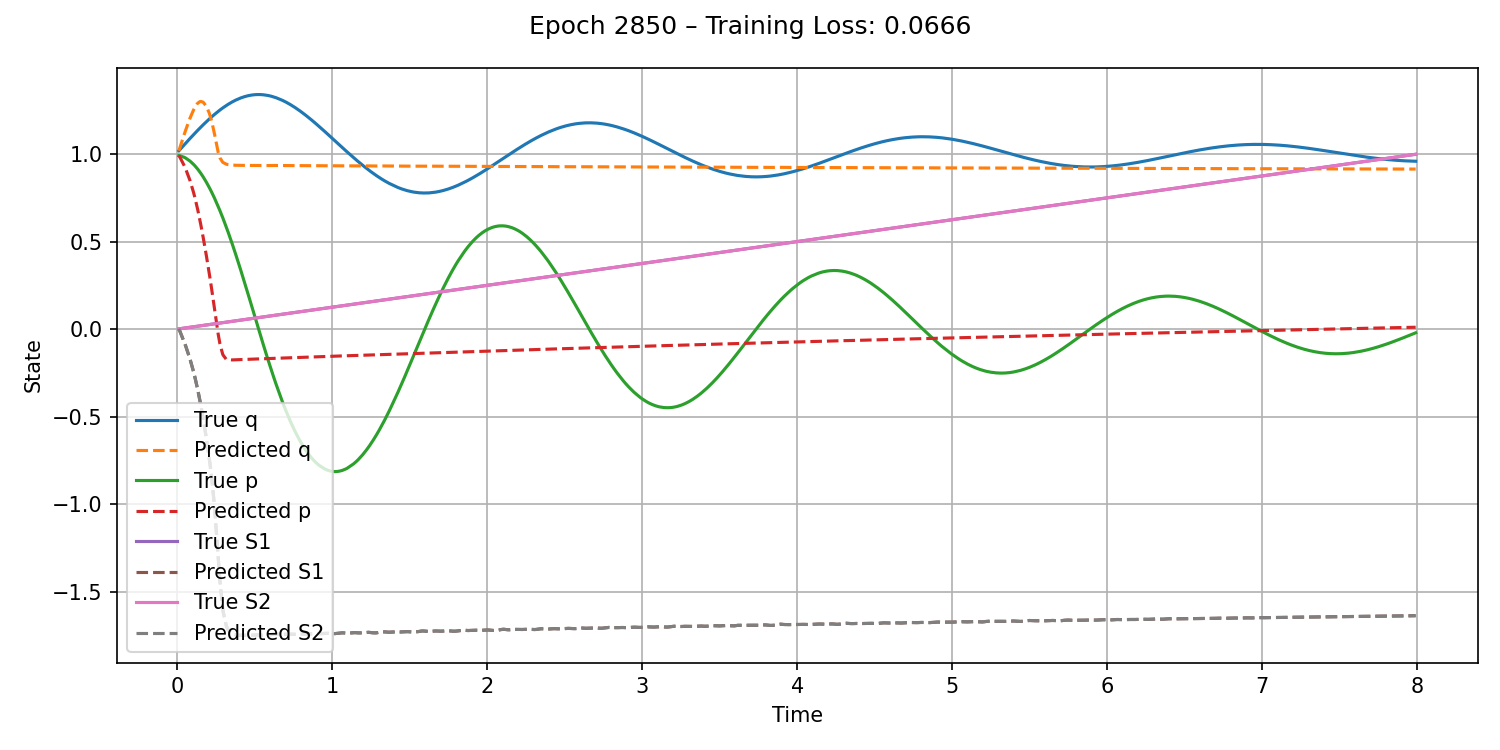 Epoch 2850 – Training Loss: 0.0666
State
1.0
0.5
0.0
−0.5
−1.0
−1.5
True q
Predicted q
True p
Predicted p
True S1
Predicted S1
True S2
Predicted S2
0 1 2 3 4 5 6 7 8
Time